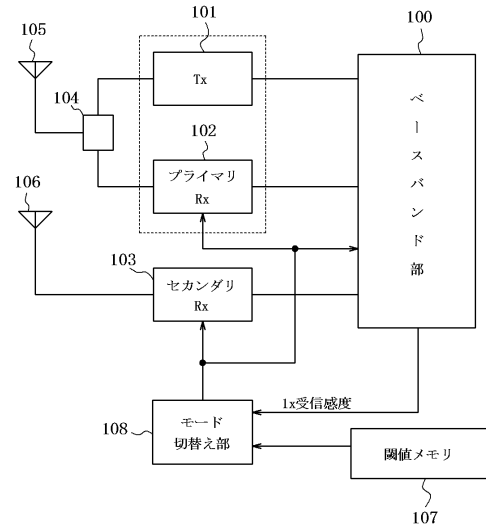 101
100
105
Tx
104
102
プライマリ
Rx
ベースバンド部
106
103
セカンダリ
Rx
1x受信感度
モード
切替え部
108
閾値メモリ
107